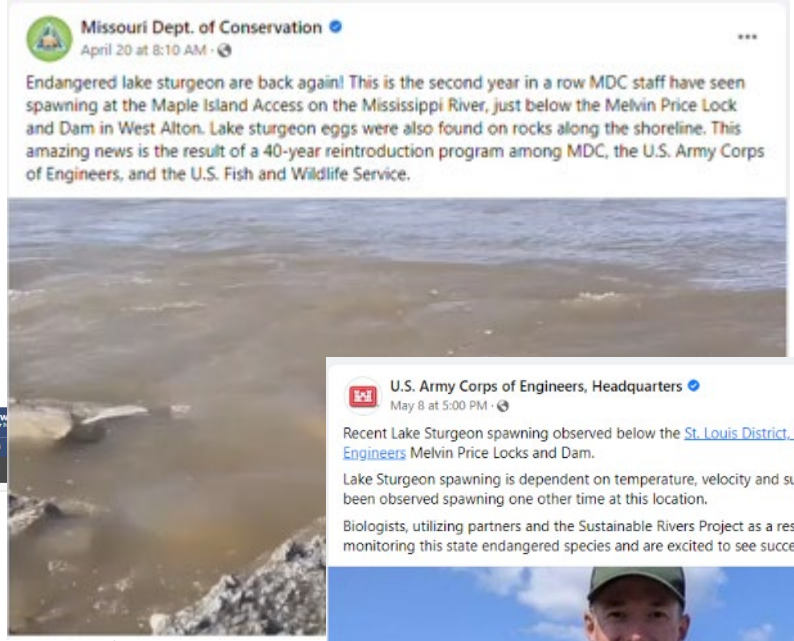 Missouri Dept. of Conservation
April 20 at 8:10 AM ·
Endangered lake sturgeon are back again! This is the second year in a row MDC staff have seen
spawning at the Maple Island Access on the Mississippi River, just below the Melvin Price Lock
and Dam in West Alton. Lake sturgeon eggs were also found on rocks along the shoreline. This
amazing news is the result of a 40-year reintroduction program among MDC, the U.S. Army Corps
of Engineers, and the U.S. Fish and Wildlife Service.
U.S. Army Corps of Engineers, Headquarters
May 8 at 5:00 PM ·
Recent Lake Sturgeon spawning observed below the St. Louis District,
Engineers Melvin Price Locks and Dam.
Lake Sturgeon spawning is dependent on temperature, velocity and su
been observed spawning one other time at this location.
Biologists, utilizing partners and the Sustainable Rivers Project as a res
monitoring this state endangered species and are excited to see succe